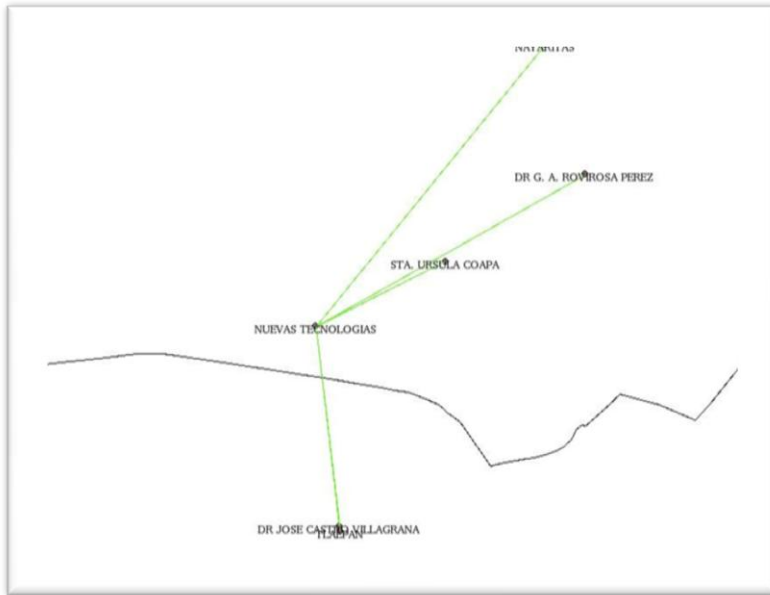 NAYARITAS
DR G. A. ROVIROSA PEREZ
STA. URSULA COAPA
NUEVAS TECNOLOGIAS
DR JOSE CASTRO VILLAGRANA
TLALPAN